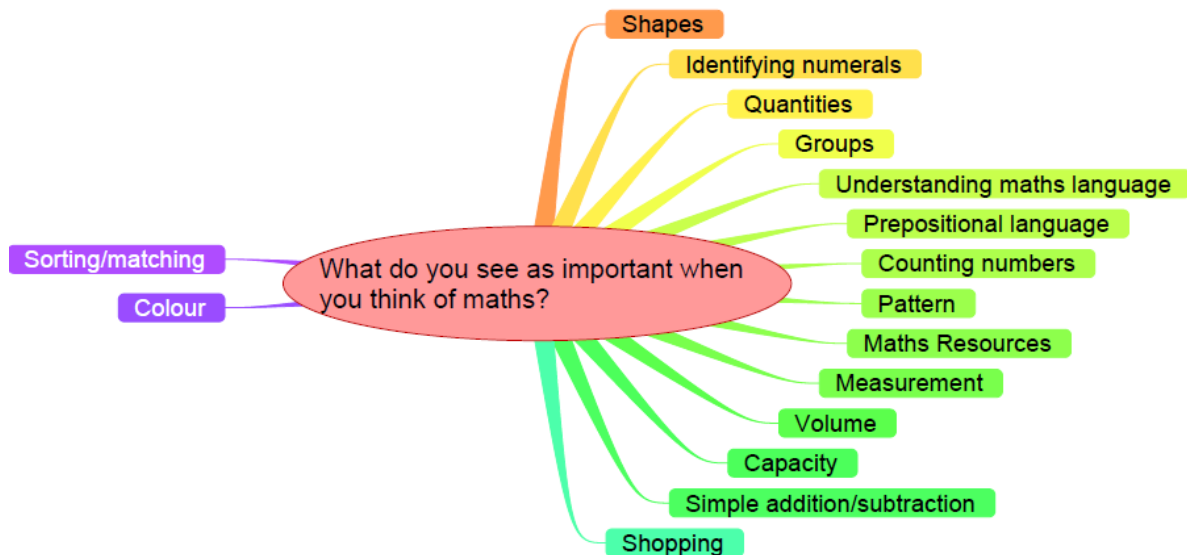 Shapes
Identifying numerals
Quantities
Groups
Understanding maths language
Prepositional language
Counting numbers
Pattern
Maths Resources
Measurement
Volume
Capacity
Simple addition/subtraction
Shopping
Sorting/matching
Colour
What do you see as important when
you think of maths?